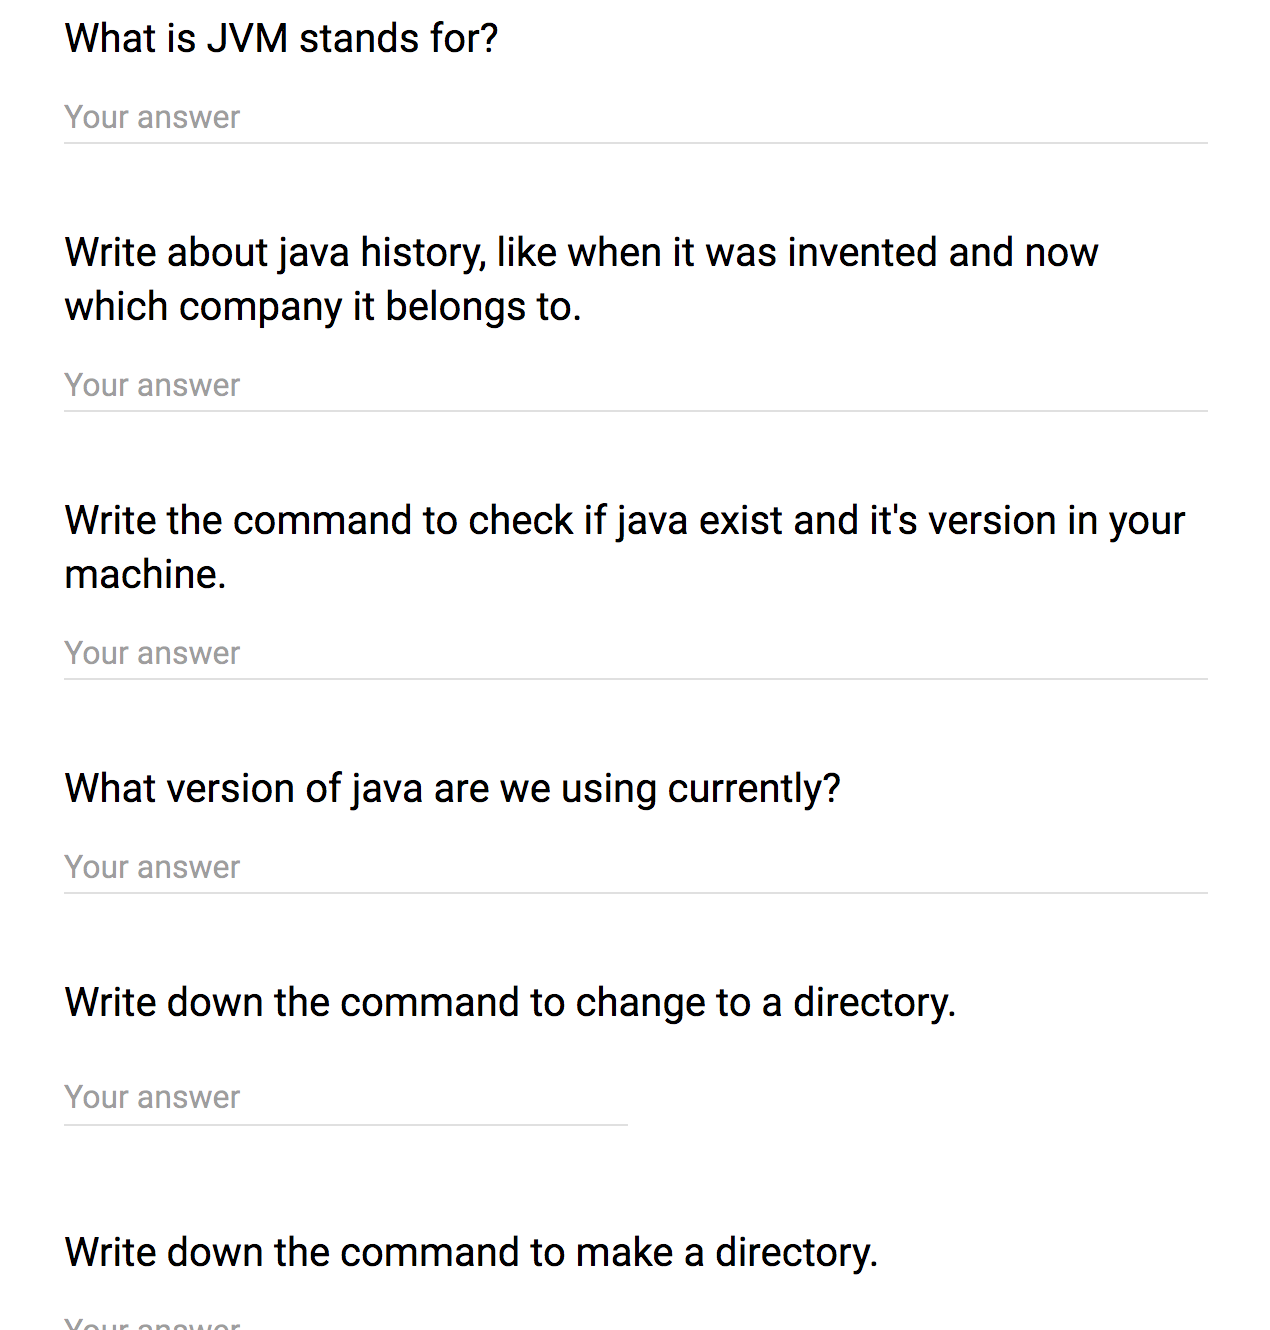 What is JVM stands for?
Your answer
Write about java history, like when it was invented and now
which company it belongs to.
Your answer
Write the command to check if java exist and it's version in your
machine.
Your answer
What version of java are we using currently?
Your answer
Write down the command to change to a directory.
Your answer
Write down the command to make a directory.
Your answer